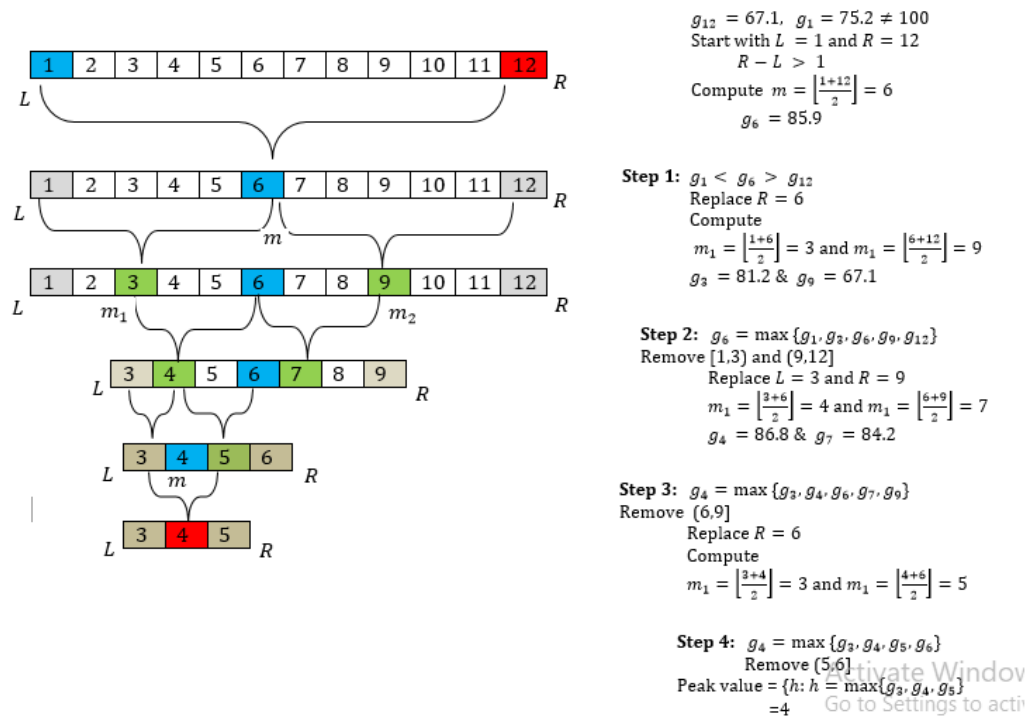 1 2 3 4 5 6 7 8 9 10 11 12
L R
1 2 3 4 5 6 7 8 9 10 11 12
L R
m
1 2 3 4 5 6 7 8 9 10 11 12
L R
m₁ m₂
3 4 5 6 7 8 9
L R
3 4 5 6
L R
m
3 4 5
L R
g₁₂ = 67.1, g₁ = 75.2 ≠ 100
Start with L = 1 and R = 12
R − L > 1
Compute m = ⌊(1+12)/2⌋ = 6
g₆ = 85.9
Step 1: g₁ < g₆ > g₁₂
Replace R = 6
Compute
m₁ = ⌊(1+6)/2⌋ = 3 and m₁ = ⌊(6+12)/2⌋ = 9
g₃ = 81.2 & g₉ = 67.1
Step 2: g₆ = max {g₁, g₃, g₆, g₉, g₁₂}
Remove [1,3) and (9,12]
Replace L = 3 and R = 9
m₁ = ⌊(3+6)/2⌋ = 4 and m₁ = ⌊(6+9)/2⌋ = 7
g₄ = 86.8 & g₇ = 84.2
Step 3: g₄ = max {g₃, g₄, g₆, g₇, g₉}
Remove (6,9]
Replace R = 6
Compute
m₁ = ⌊(3+4)/2⌋ = 3 and m₁ = ⌊(4+6)/2⌋ = 5
Step 4: g₄ = max {g₃, g₄, g₅, g₆}
Remove (5,6]
Peak value = {h: h = max{g₃, g₄, g₅}
=4
Activate Window
Go to Settings to activ